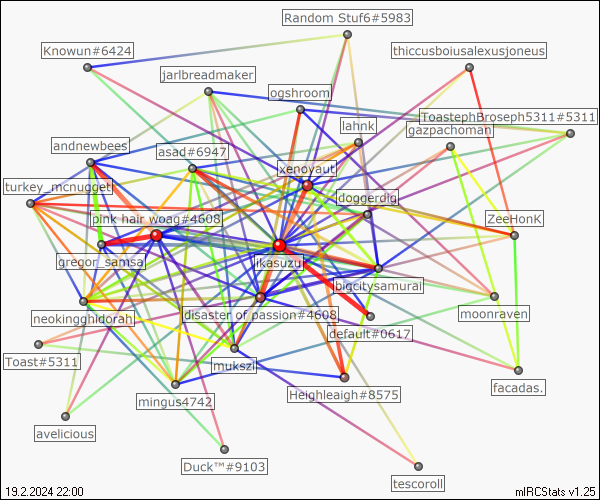 Random Stuf6#5983
Knowun#6424
thiccusboiusalexusjoneus
jarlbreadmaker
ogshroom
ToastephBroseph5311#5311
lahnk
gazpachoman
andnewbees
asad#6947
xenoyaut
turkey_mcnugget
doggerdig
pink hair woag#4608
ZeeHonK
gregor_samsa
ikasuzu
bigcitysamurai
neokingghidorah
disaster of passion#4608
moonraven
default#0617
Toast#5311
mukszi
mingus4742
Heighleigh#8575
facadas.
avelicious
Duck™#9103
tescoroll
19.2.2024 22:00
mIRCStats v1.25